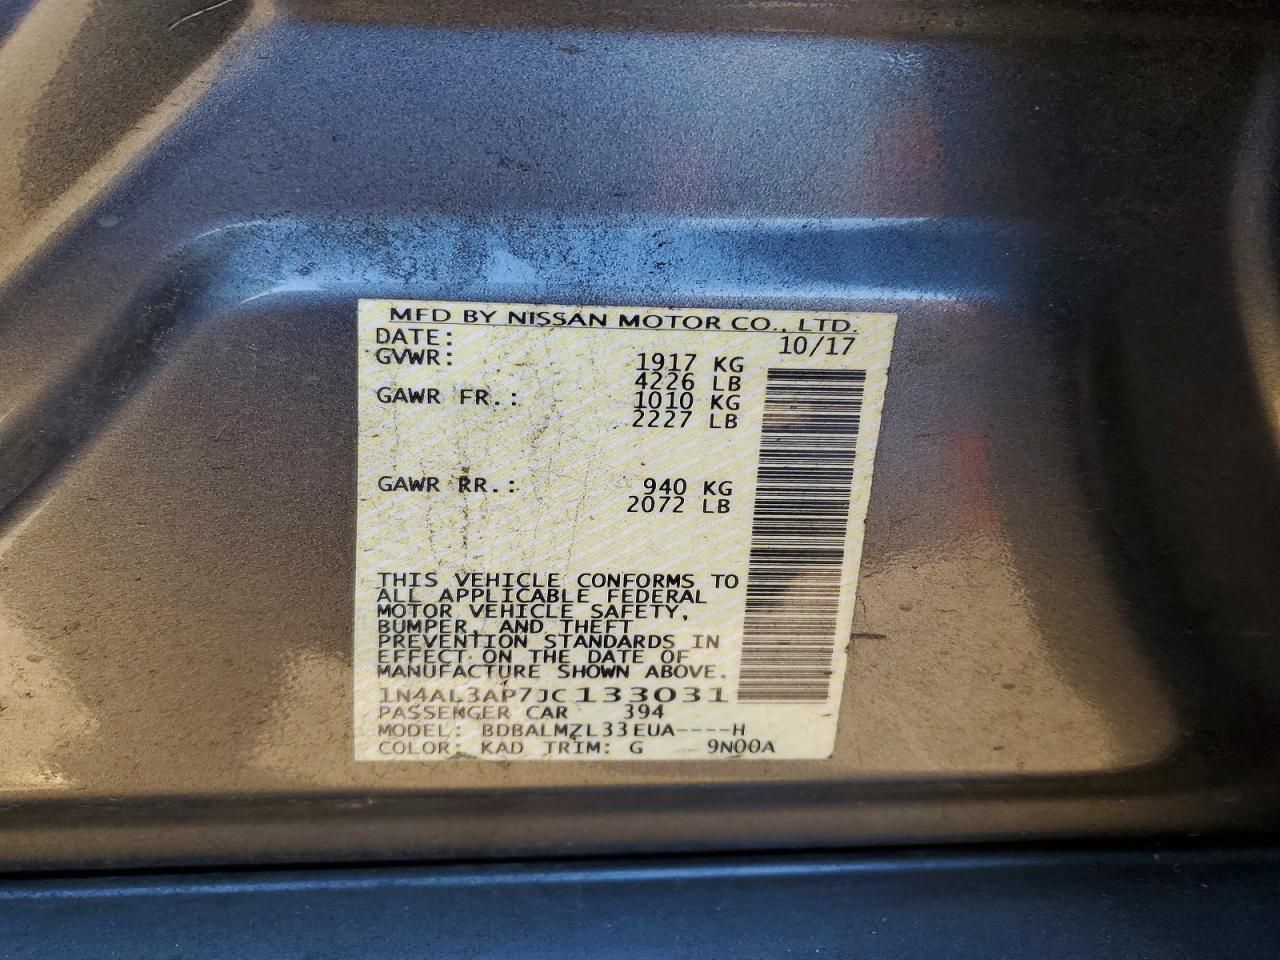 MFD BY NISSAN MOTOR CO., LTD.
DATE: 10/17
GVWR: 1917 KG
4226 LB
GAWR FR.: 1010 KG
2227 LB
GAWR RR.: 940 KG
2072 LB
THIS VEHICLE CONFORMS TO
ALL APPLICABLE FEDERAL
MOTOR VEHICLE SAFETY,
BUMPER, AND THEFT
PREVENTION STANDARDS IN
EFFECT ON THE DATE OF
MANUFACTURE SHOWN ABOVE.
1N4AL3AP7JC133031
PASSENGER CAR 394
MODEL: BDBALMZL33EUA----H
COLOR: KAD TRIM: G 9N00A